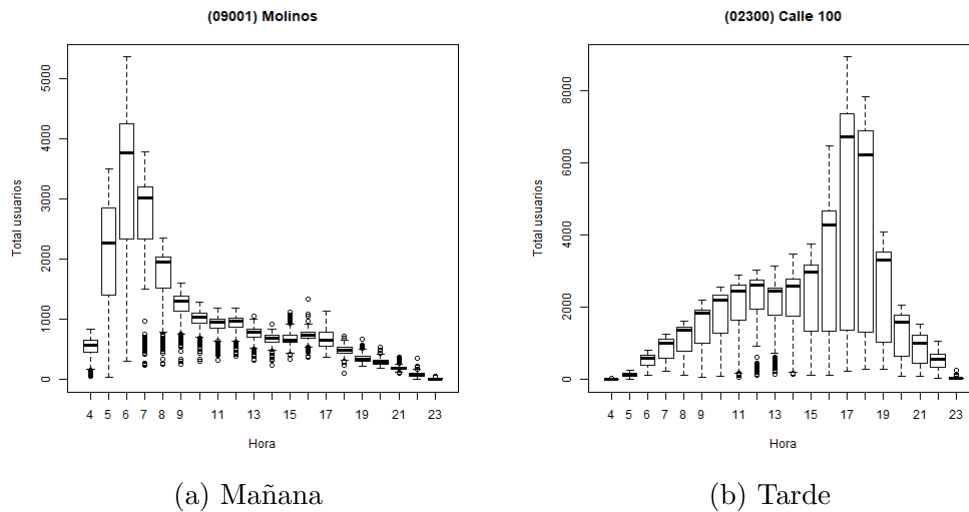 (09001) Molinos
Total usuarios
5000
4000
3000
2000
1000
0
4 5 6 7 8 9 11 13 15 17 19 21 23
Hora
(a) Mañana
(02300) Calle 100
Total usuarios
8000
6000
4000
2000
0
4 5 6 7 8 9 11 13 15 17 19 21 23
Hora
(b) Tarde